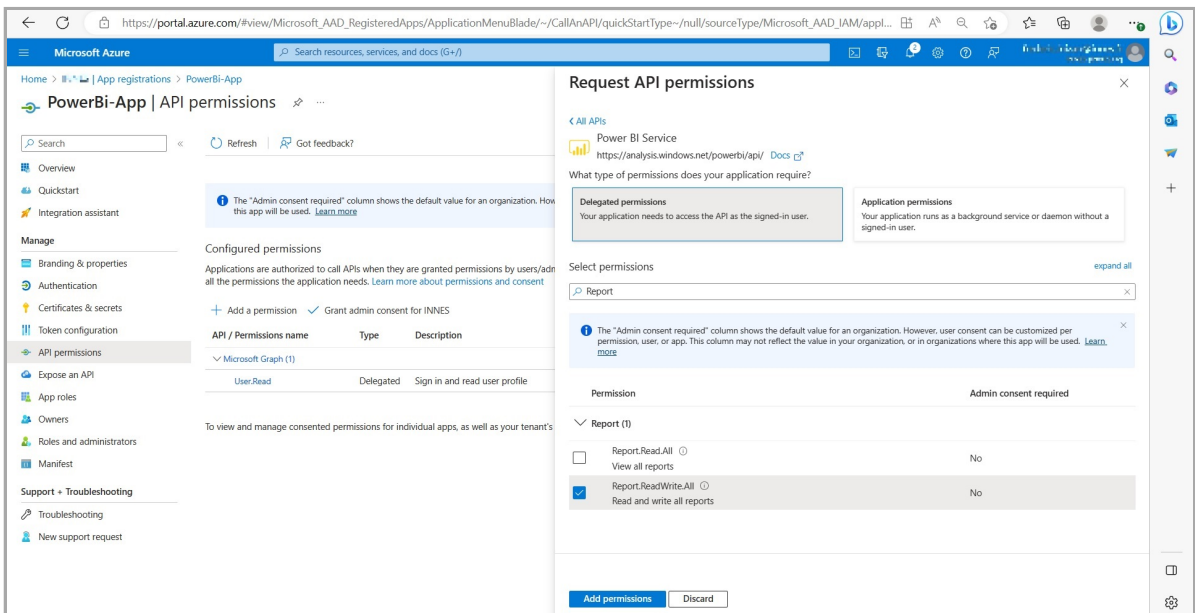 https://portal.azure.com/#view/Microsoft_AAD_RegisteredApps/ApplicationMenuBlade/~/CallAnAPI/quickStartType~/null/sourceType/Microsoft_AAD_IAM/appI...
Microsoft Azure
Search resources, services, and docs (G+/)
2
Home > | App registrations > PowerBi-App
PowerBi-App | API permissions
Search
Refresh
Got feedback?
Overview
Quickstart
Integration assistant
Manage
Branding & properties
Authentication
Certificates & secrets
Token configuration
API permissions
Expose an API
App roles
Owners
Roles and administrators
Manifest
Support + Troubleshooting
Troubleshooting
New support request
The "Admin consent required" column shows the default value for an organization. How
this app will be used. Learn more
Configured permissions
Applications are authorized to call APIs when they are granted permissions by users/adn
all the permissions the application needs. Learn more about permissions and consent
Add a permission
Grant admin consent for INNES
API / Permissions name Type Description
Microsoft Graph (1)
User.Read Delegated Sign in and read user profile
To view and manage consented permissions for individual apps, as well as your tenant's
Request API permissions
All APIs
Power BI Service
https://analysis.windows.net/powerbi/api/ Docs
What type of permissions does your application require?
Delegated permissions
Your application needs to access the API as the signed-in user.
Application permissions
Your application runs as a background service or daemon without a
signed-in user.
Select permissions
expand all
Report
The "Admin consent required" column shows the default value for an organization. However, user consent can be customized per
permission, user, or app. This column may not reflect the value in your organization, or in organizations where this app will be used. Learn
more
Permission Admin consent required
Report (1)
Report.Read.All
View all reports
No
Report.ReadWrite.All
Read and write all reports
No
Add permissions
Discard